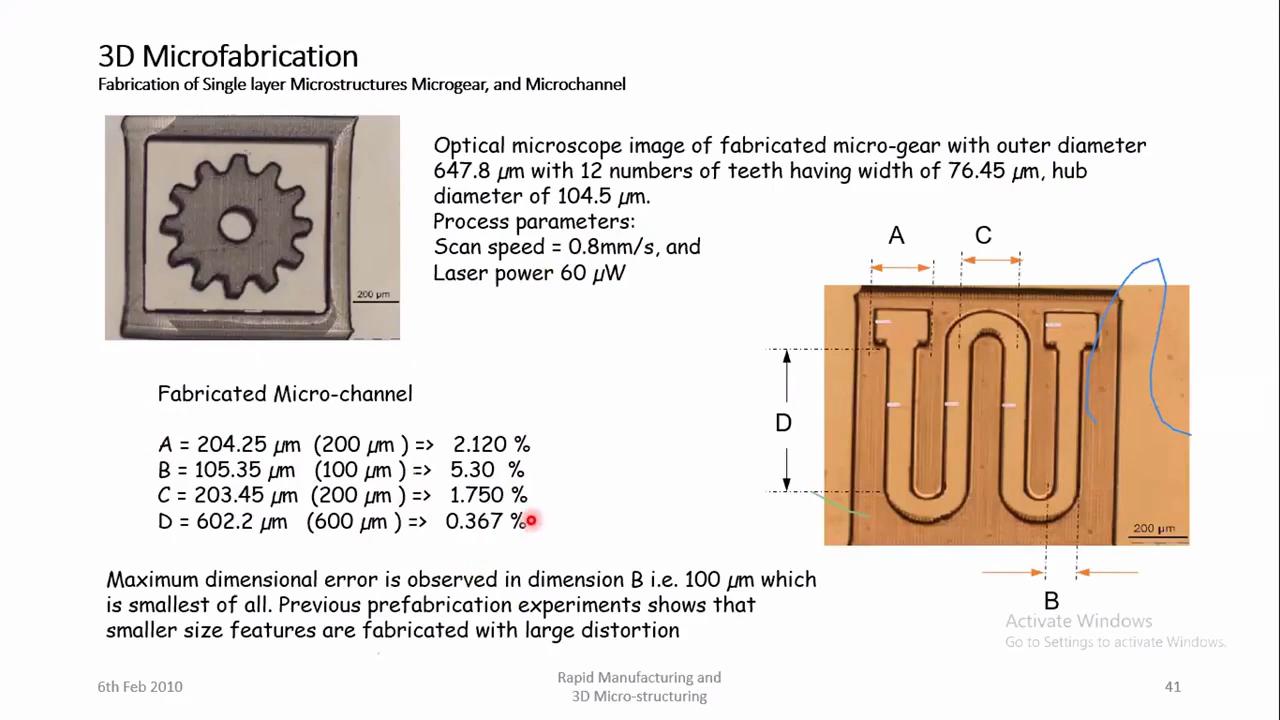 3D Microfabrication
Fabrication of Single layer Microstructures Microgear, and Microchannel
200 µm
Optical microscope image of fabricated micro-gear with outer diameter
647.8 µm with 12 numbers of teeth having width of 76.45 µm, hub
diameter of 104.5 µm.
Process parameters:
Scan speed = 0.8mm/s, and
Laser power 60 µW
A
C
D
200 µm
B
Fabricated Micro-channel
A = 204.25 µm (200 µm ) => 2.120 %
B = 105.35 µm (100 µm ) => 5.30 %
C = 203.45 µm (200 µm ) => 1.750 %
D = 602.2 µm (600 µm ) => 0.367 %
Maximum dimensional error is observed in dimension B i.e. 100 µm which
is smallest of all. Previous prefabrication experiments shows that
smaller size features are fabricated with large distortion
Activate Windows
Go to Settings to activate Windows.
6th Feb 2010
Rapid Manufacturing and
3D Micro-structuring
41